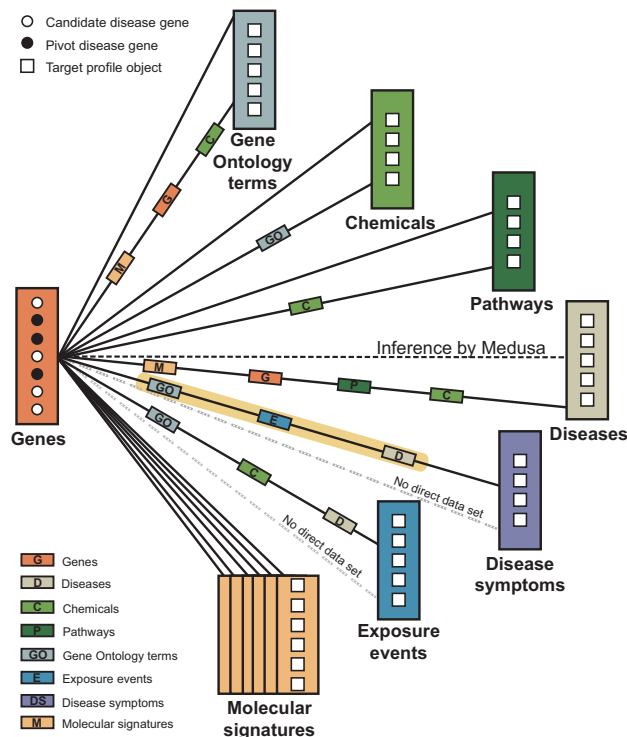 Candidate disease gene
Pivot disease gene
Target profile object
Gene
Ontology
terms
C
G
M
Chemicals
GO
Pathways
C
Inference by Medusa
M
G
P
C
Diseases
Genes
GO
E
D
No direct data set
Disease
symptoms
GO
C
D
No direct data set
Exposure
events
Molecular
signatures
G Genes
D Diseases
C Chemicals
P Pathways
GO Gene Ontology terms
E Exposure events
DS Disease symptoms
M Molecular signatures